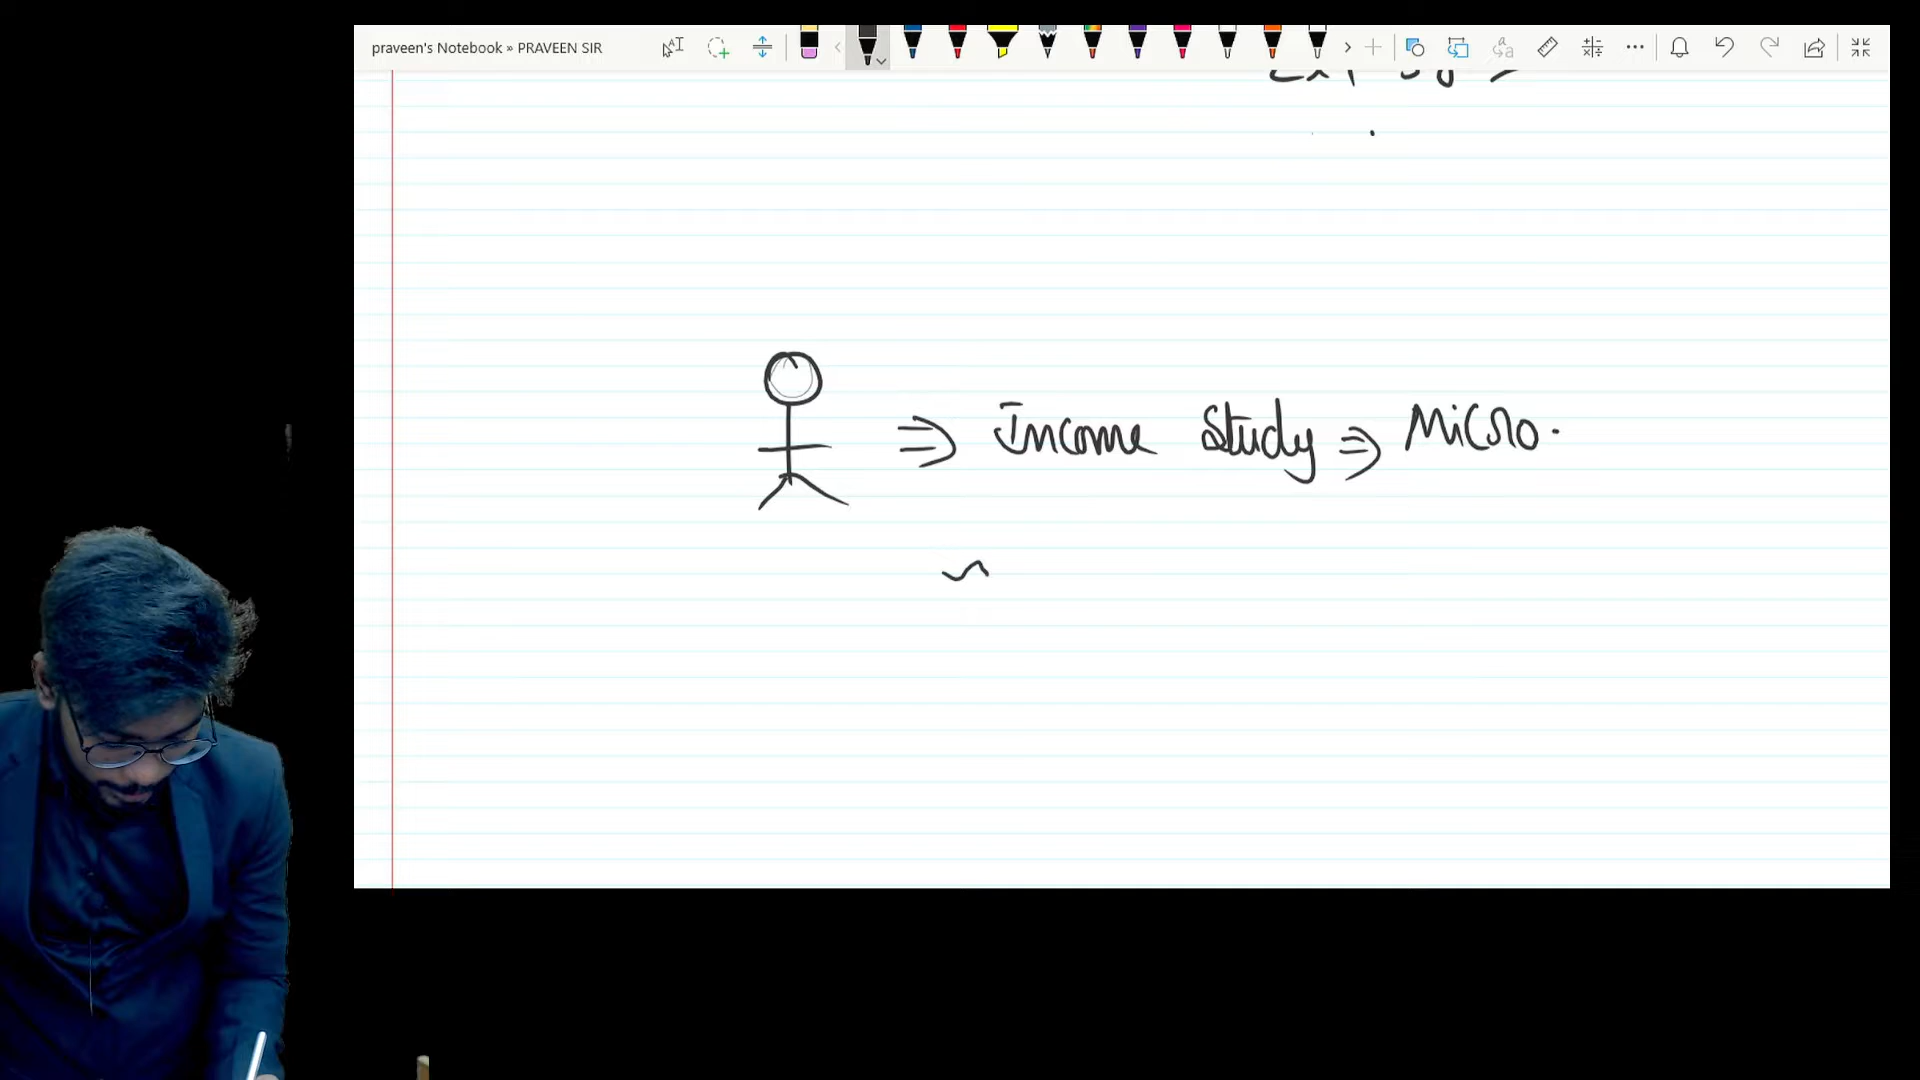 praveen's Notebook » PRAVEEN SIR
⇒ Income Study ⇒ Micro.